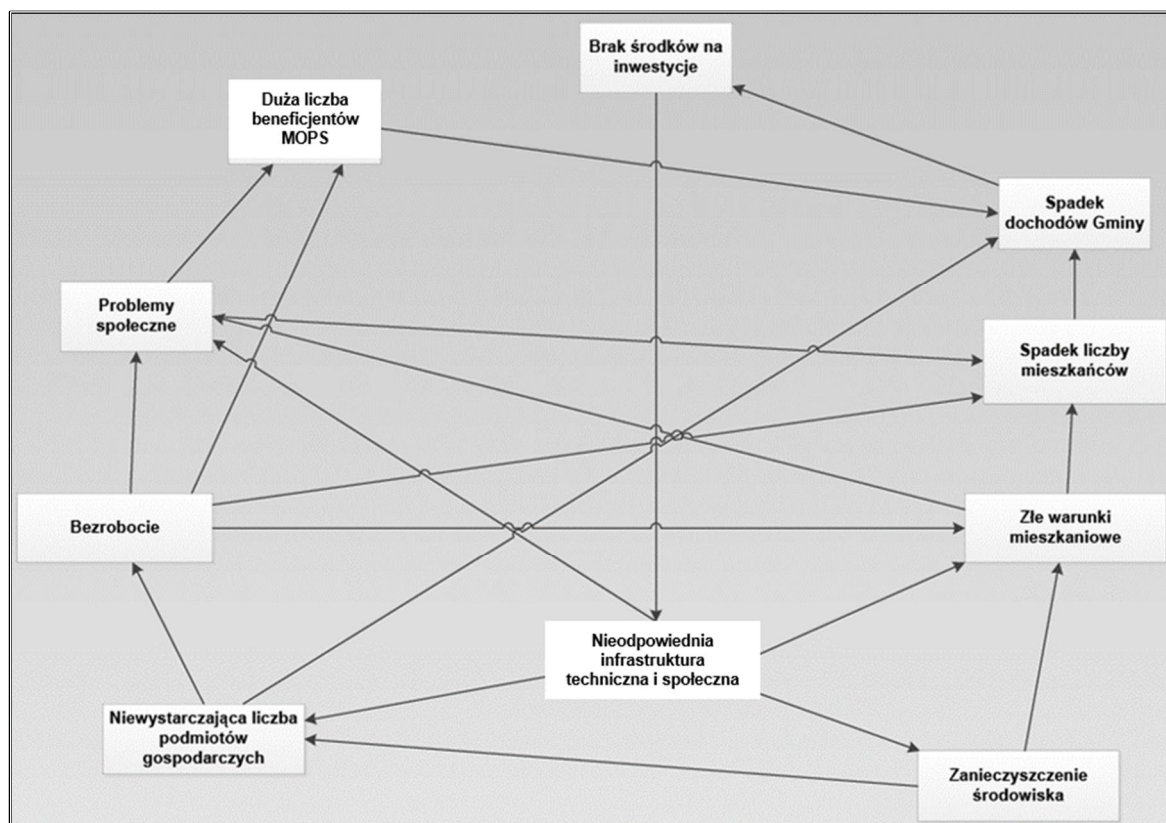 Brak środków na
inwestycje
Duża liczba
beneficjentów
MOPS
Spadek
dochodów Gminy
Problemy
społeczne
Spadek liczby
mieszkańców
Bezrobocie
Złe warunki
mieszkaniowe
Nieodpowiednia
infrastruktura
techniczna i społeczna
Niewystarczająca liczba
podmiotów
gospodarczych
Zanieczyszczenie
środowiska